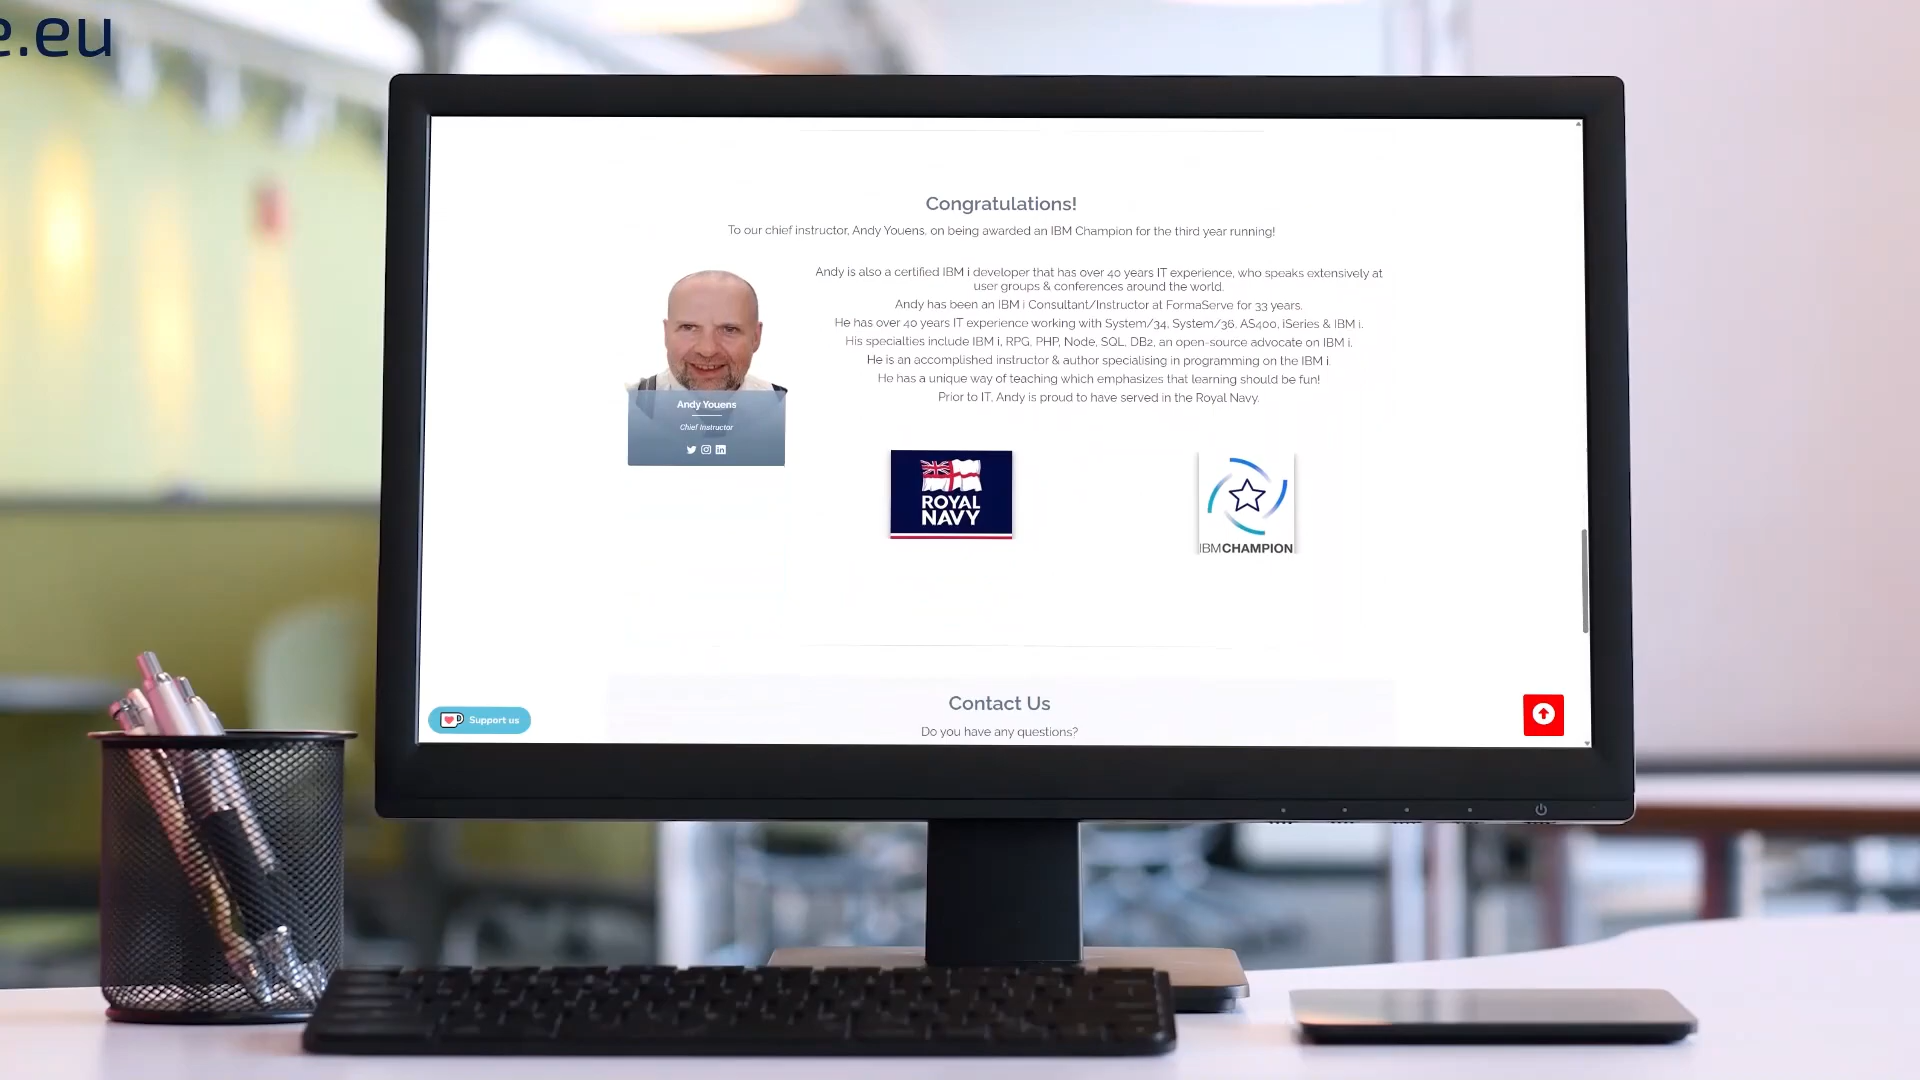 e.eu
Congratulations!
To our chief instructor, Andy Youens, on being awarded an IBM Champion for the third year running!
Andy is also a certified IBM i developer that has over 40 years IT experience, who speaks extensively at
user groups & conferences around the world.
Andy has been an IBM i Consultant/Instructor at FormaServe for 33 years.
He has over 40 years IT experience working with System/34, System/36, AS400, iSeries & IBM i.
His specialties include IBM i, RPG, PHP, Node, SQL, DB2, an open-source advocate on IBM i.
He is an accomplished instructor & author specialising in programming on the IBM i.
He has a unique way of teaching which emphasizes that learning should be fun!
Prior to IT, Andy is proud to have served in the Royal Navy.
Andy Youens
Chief Instructor
ROYAL
NAVY
IBMCHAMPION
Contact Us
Do you have any questions?
Support us